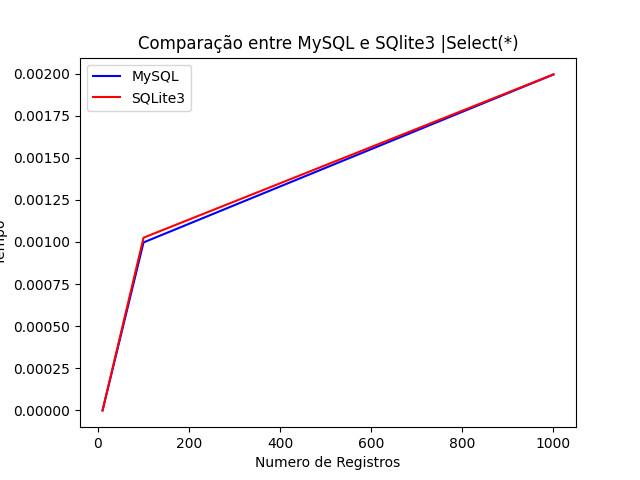 Comparação entre MySQL e SQlite3 |Select(*)
MySQL
SQLite3
0.00200
0.00175
0.00150
0.00125
0.00100
0.00075
0.00050
0.00025
0.00000
0 200 400 600 800 1000
Numero de Registros